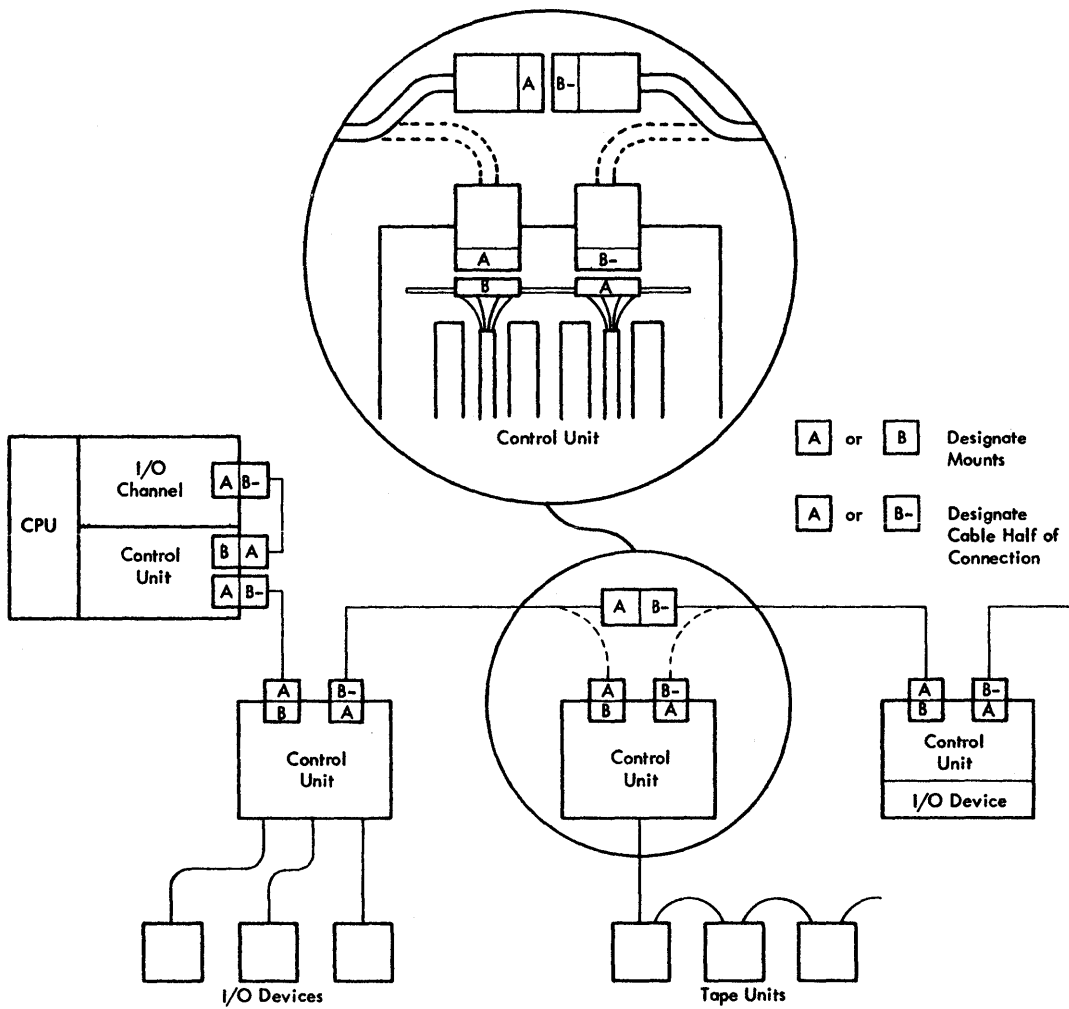 A B-
A B-
B A
Control Unit
A or B Designate
Mounts
A or B- Designate
Cable Half of
Connection
CPU
I/O
Channel
A B-
Control
Unit
B A
A B-
A B-
A B-
B A
Control
Unit
A B-
B A
Control
Unit
A B-
B A
Control
Unit
I/O Device
I/O Devices
Tape Units